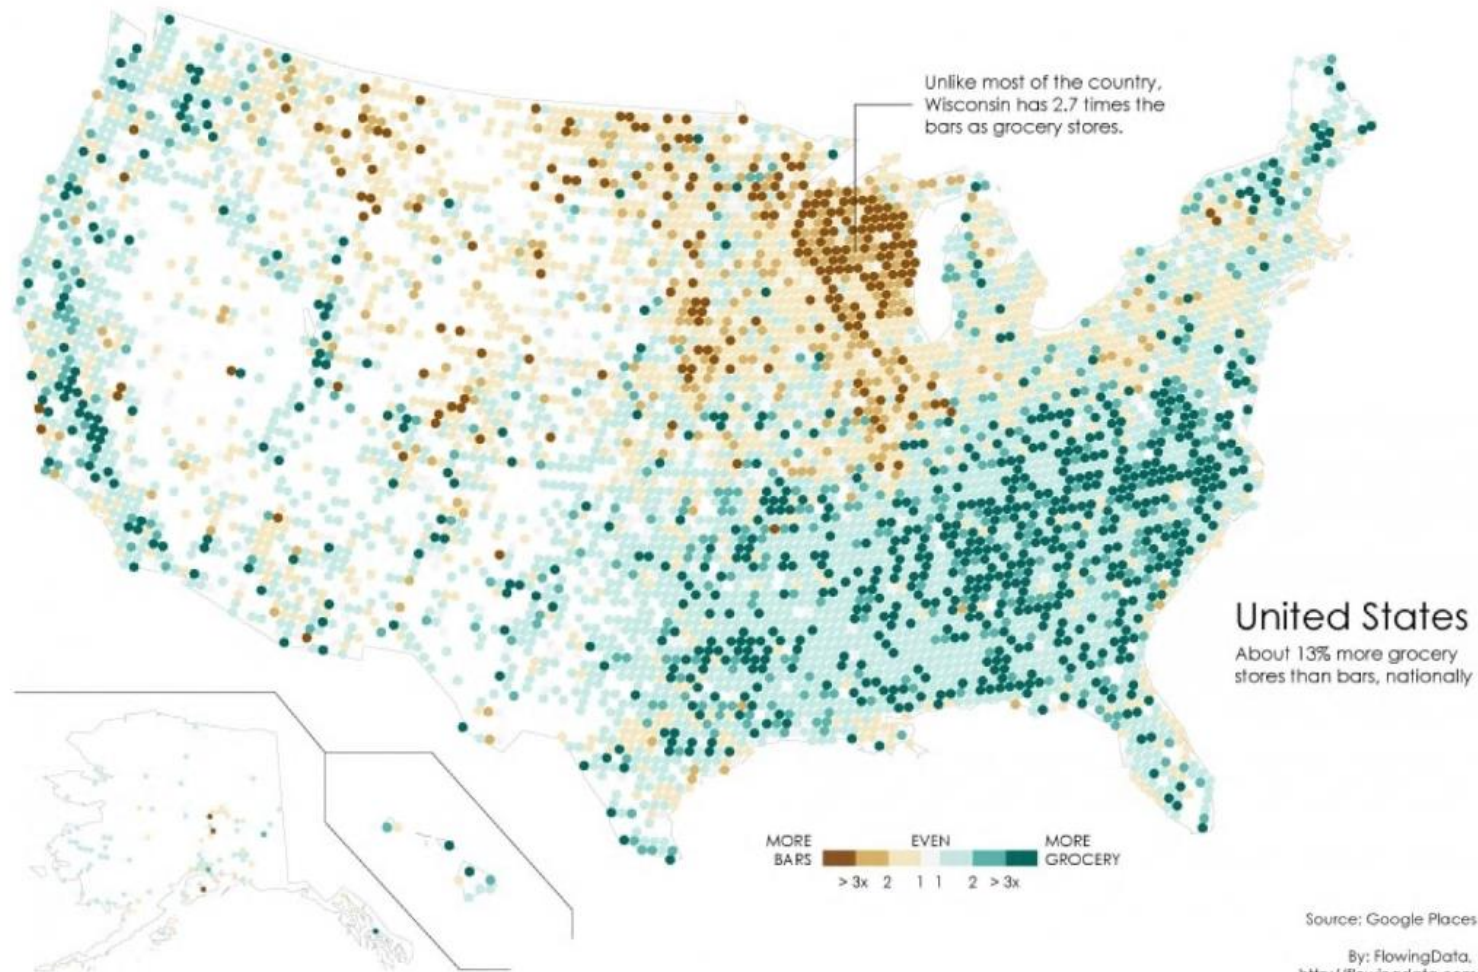 Unlike most of the country,
Wisconsin has 2.7 times the
bars as grocery stores.
United States
About 13% more grocery
stores than bars, nationally
MORE
BARS
EVEN
MORE
GROCERY
> 3x 2 1 1 2 > 3x
Source: Google Places
By: FlowingData,